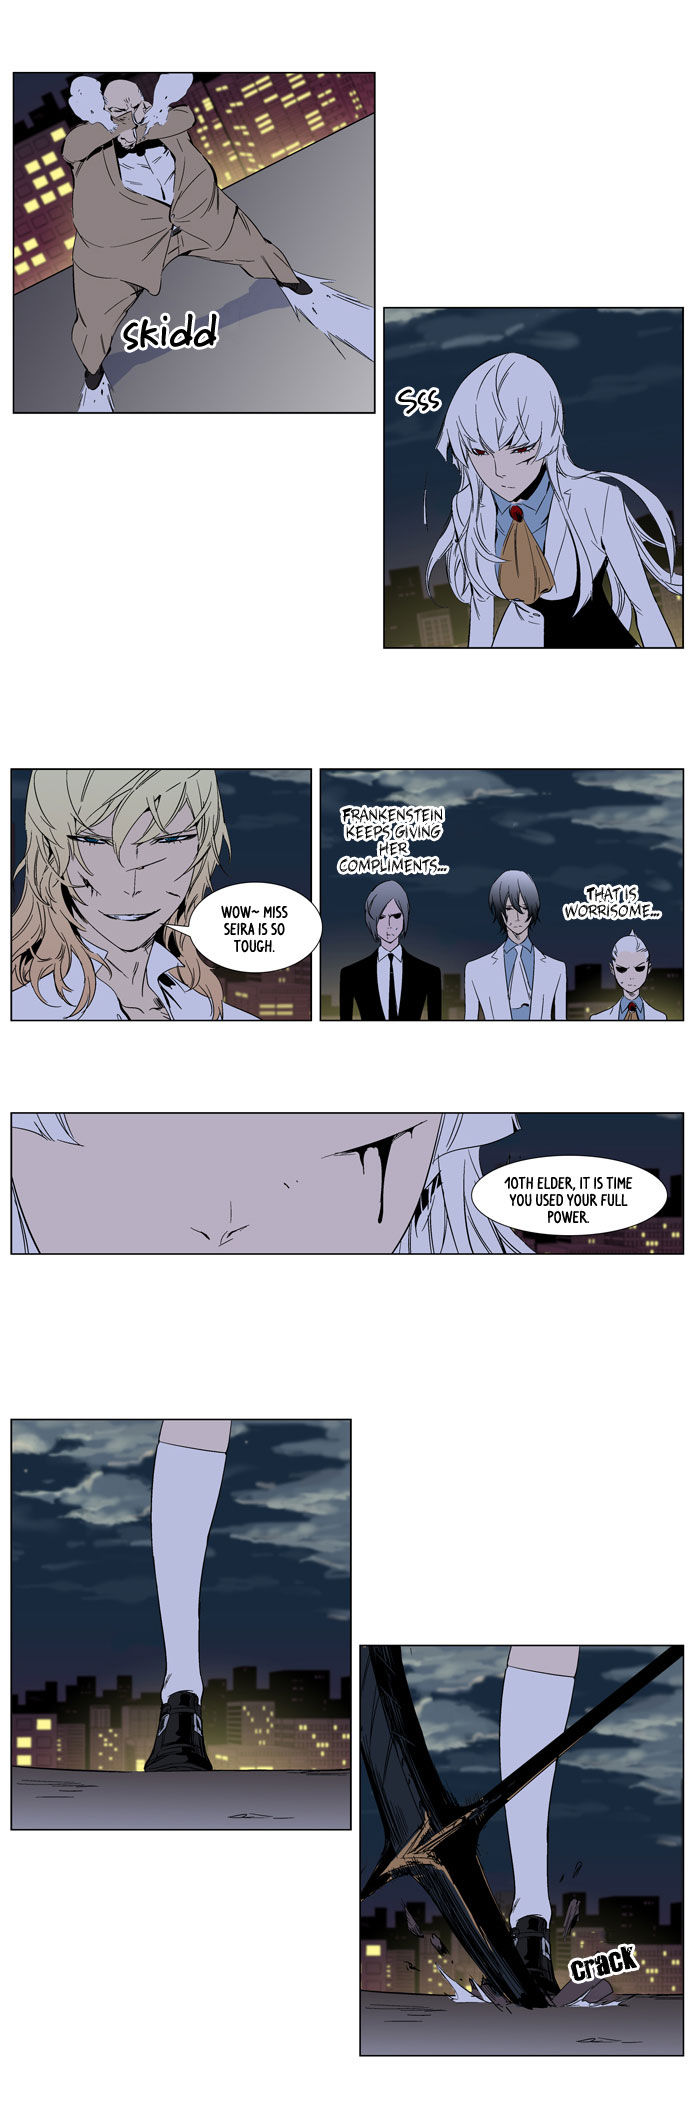 Skidd
Sss
WOW~ MISS
SEIRA IS SO
TOUGH.
FRANKENSTEIN
KEEPS GIVING
HER
COMPLIMENTS...
THAT IS
WORRISOME...
10TH ELDER, IT IS TIME
YOU USED YOUR FULL
POWER.
crack